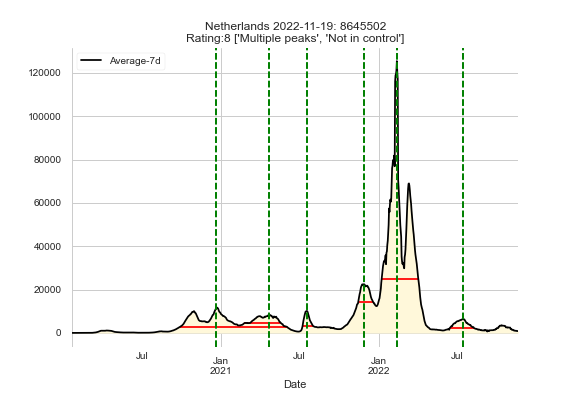 Netherlands 2022-11-19: 8645502
Rating:8 ['Multiple peaks', 'Not in control']
Average-7d
120000
100000
80000
60000
40000
20000
0
Jul
Jan
2021
Jul
Jan
2022
Jul
Date